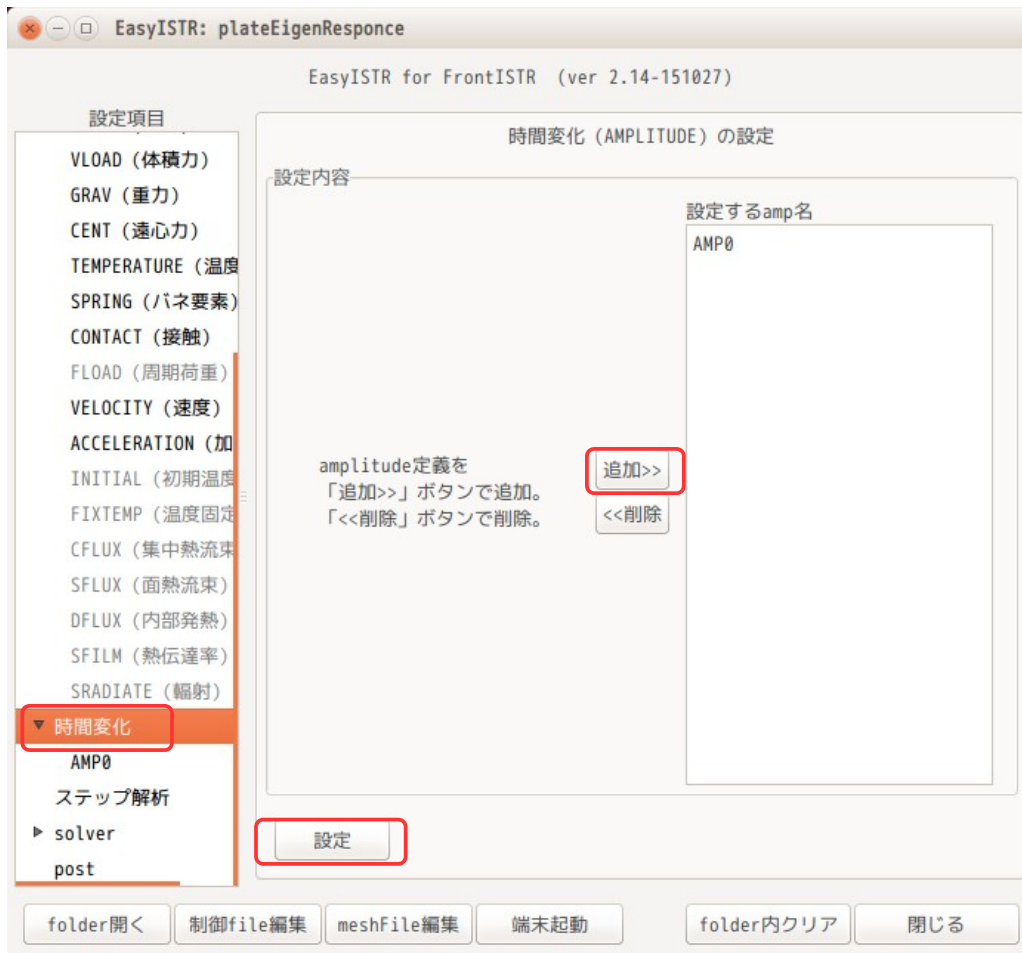 EasyISTR: plateEigenResponce
EasyISTR for FrontISTR (ver 2.14-151027)
設定項目
VLOAD (体積力)
GRAV (重力)
CENT (遠心力)
TEMPERATURE (温度
SPRING (バネ要素)
CONTACT (接触)
FLOAD (周期荷重)
VELOCITY (速度)
ACCELERATION (加
INITIAL (初期温度
FIXTEMP (温度固定
CFLUX (集中熱流束
SFLUX (面熱流束)
DFLUX (内部発熱)
SFILM (熱伝達率)
SRADIATE (輻射)
時間変化
AMP0
ステップ解析
solver
post
時間変化 (AMPLITUDE) の設定
設定内容
設定するamp名
AMP0
amplitude定義を
「追加>>」ボタンで追加。
「<<削除」ボタンで削除。
追加>>
<<削除
設定
folder開く 制御file編集 meshFile編集 端末起動 folder内クリア 閉じる